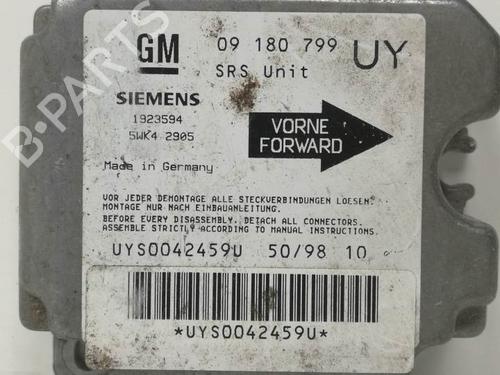 GM 09 180 799 UY
SRS Unit
SIEMENS
1923594
5WK4 2905
VORNE
FORWARD
Made in Germany
VOR JEDER DEMONTAGE ALLE STECKVERBINDUNGEN LOESEN.
MONTAGE NUR NACH EINBAUANLEITUNG.
BEFORE EVERY DISASSEMBLY. DETACH ALL CONNECTORS.
ASSEMBLE STRICTLY ACCORDING TO MANUAL INSTRUCTIONS.
UYS0042459U 50/98 10
*UYS0042459U*
B-PARTS